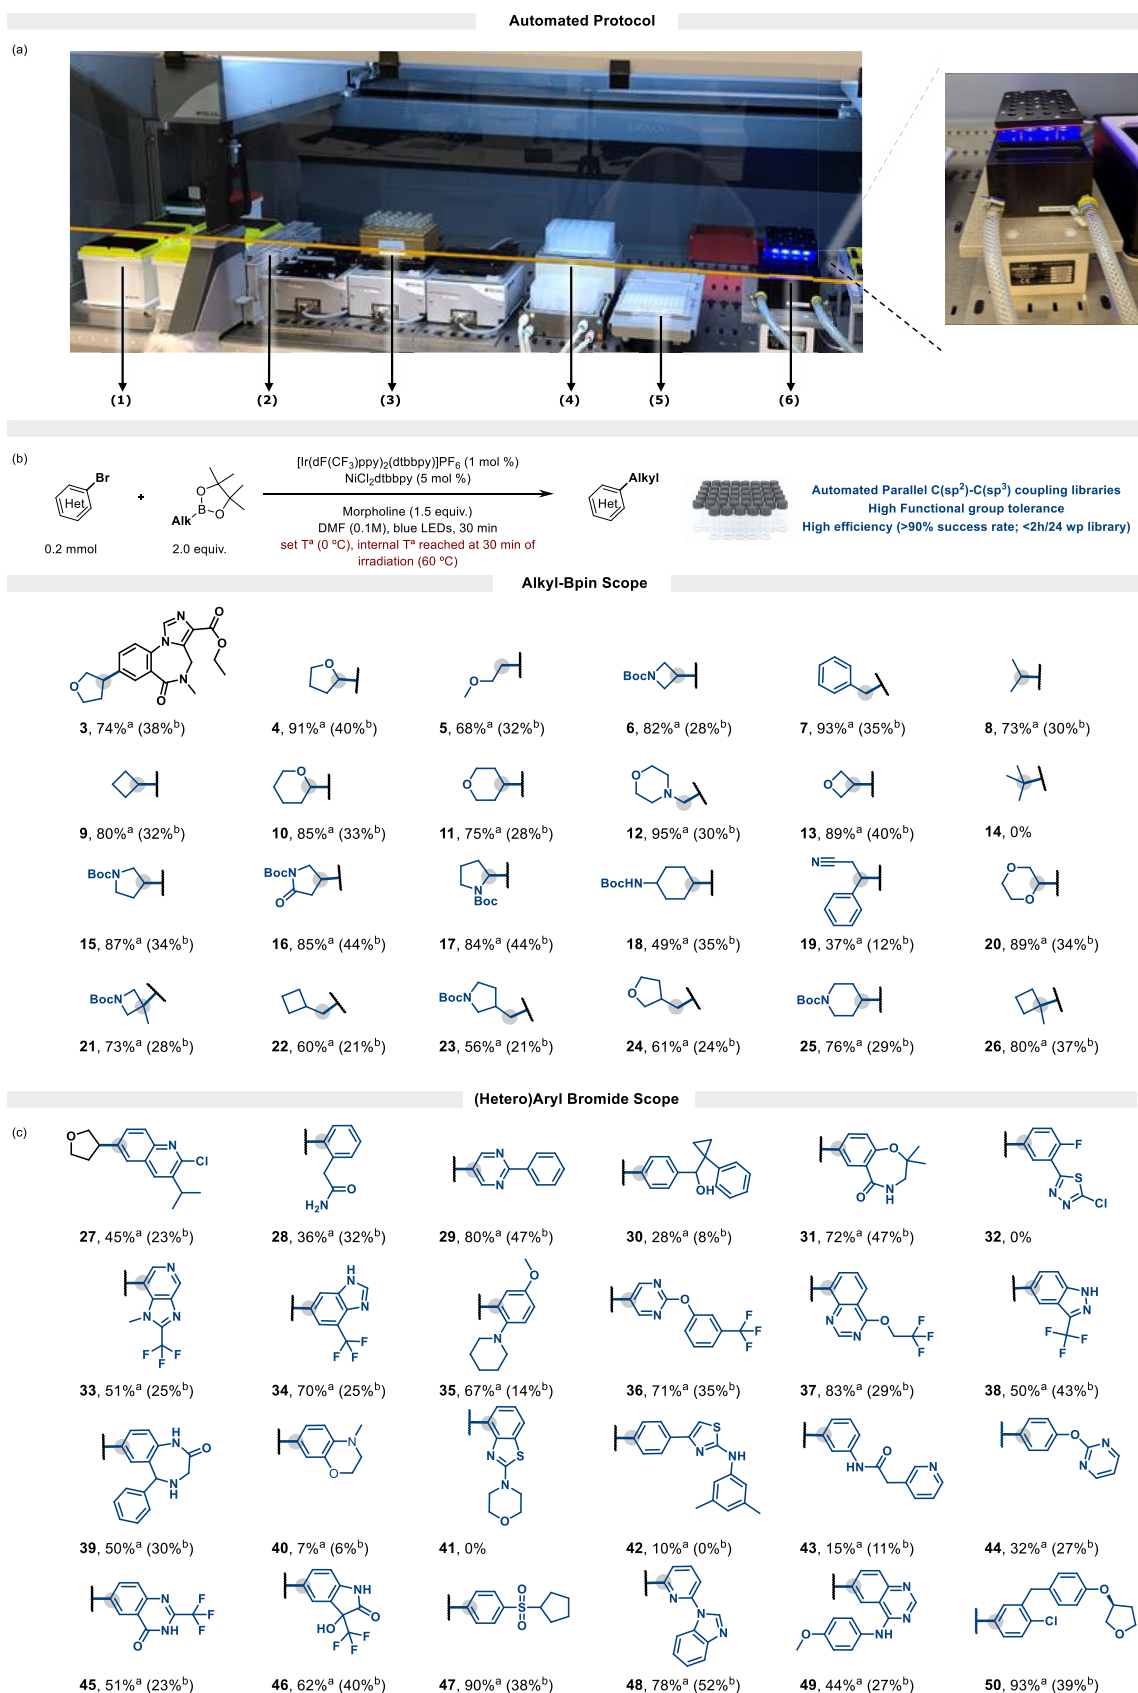 Automated Protocol
(a)
(1)
(2)
(3)
(4)
(5)
(6)
(b)
Het
Br
0.2 mmol
+
Alk
B
O
O
2.0 equiv.
[Ir(dF(CF3)ppy)2(dtbbpy)]PF6 (1 mol %)
NiCl2dtbbpy (5 mol %)
Morpholine (1.5 equiv.)
DMF (0.1M), blue LEDs, 30 min
set Tª (0 ºC), internal Tª reached at 30 min of
irradiation (60 ºC)
Het
Alkyl
Automated Parallel C(sp2)-C(sp3) coupling libraries
High Functional group tolerance
High efficiency (>90% success rate; <2h/24 wp library)
Alkyl-Bpin Scope
3, 74%a (38%b)
4, 91%a (40%b)
5, 68%a (32%b)
6, 82%a (28%b)
7, 93%a (35%b)
8, 73%a (30%b)
9, 80%a (32%b)
10, 85%a (33%b)
11, 75%a (28%b)
12, 95%a (30%b)
13, 89%a (40%b)
14, 0%
15, 87%a (34%b)
16, 85%a (44%b)
17, 84%a (44%b)
18, 49%a (35%b)
19, 37%a (12%b)
20, 89%a (34%b)
21, 73%a (28%b)
22, 60%a (21%b)
23, 56%a (21%b)
24, 61%a (24%b)
25, 76%a (29%b)
26, 80%a (37%b)
(Hetero)Aryl Bromide Scope
(c)
27, 45%a (23%b)
28, 36%a (32%b)
29, 80%a (47%b)
30, 28%a (8%b)
31, 72%a (47%b)
32, 0%
33, 51%a (25%b)
34, 70%a (25%b)
35, 67%a (14%b)
36, 71%a (35%b)
37, 83%a (29%b)
38, 50%a (43%b)
39, 50%a (30%b)
40, 7%a (6%b)
41, 0%
42, 10%a (0%b)
43, 15%a (11%b)
44, 32%a (27%b)
45, 51%a (23%b)
46, 62%a (40%b)
47, 90%a (38%b)
48, 78%a (52%b)
49, 44%a (27%b)
50, 93%a (39%b)